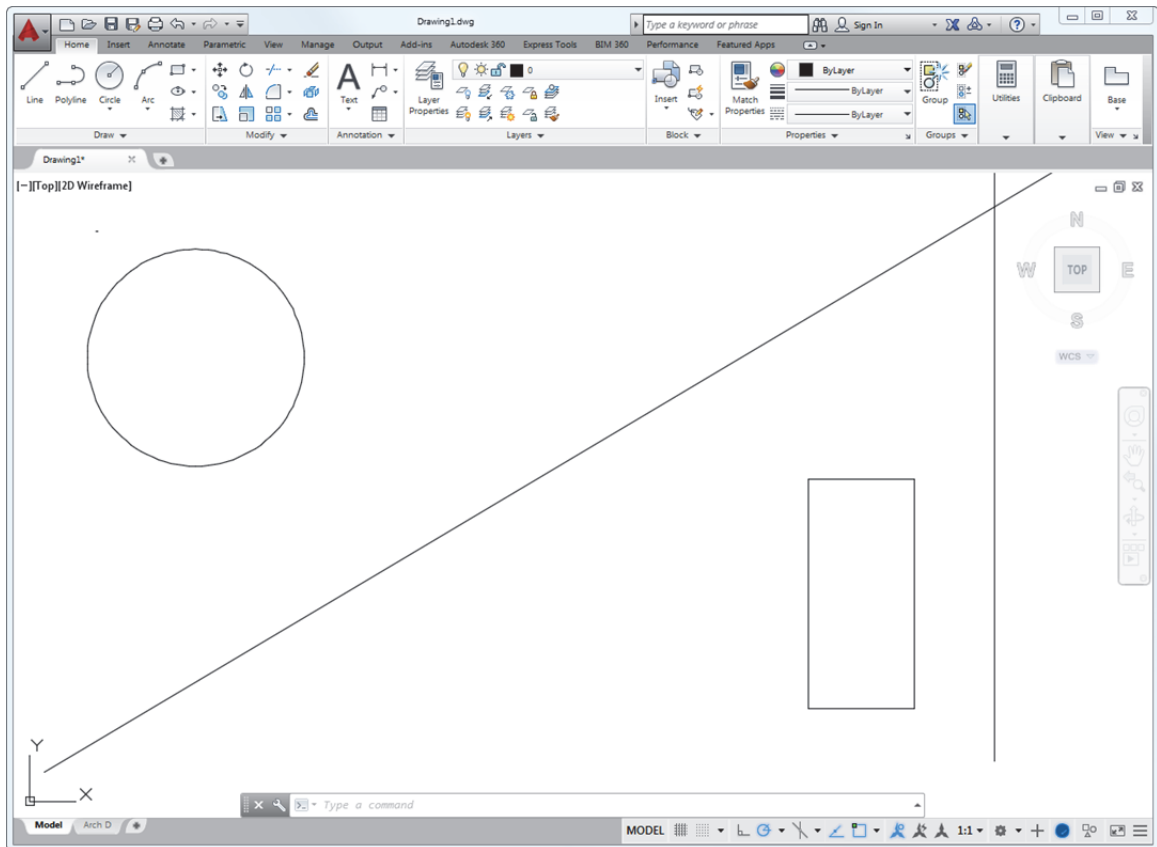 Drawing1.dwg Type a keyword or phrase Sign In
Home Insert Annotate Parametric View Manage Output Add-ins Autodesk 360 Express Tools BIM 360 Performance Featured Apps
0 ByLayer
ByLayer
Line Polyline Circle Arc Text Layer Properties Insert Match Properties Group Utilities Clipboard Base
ByLayer
Draw Modify Annotation Layers Block Properties Groups View
Drawing1*
[−][Top][2D Wireframe]
N
W TOP E
S
WCS
Y
X
Type a command
Model Arch D
MODEL 1:1